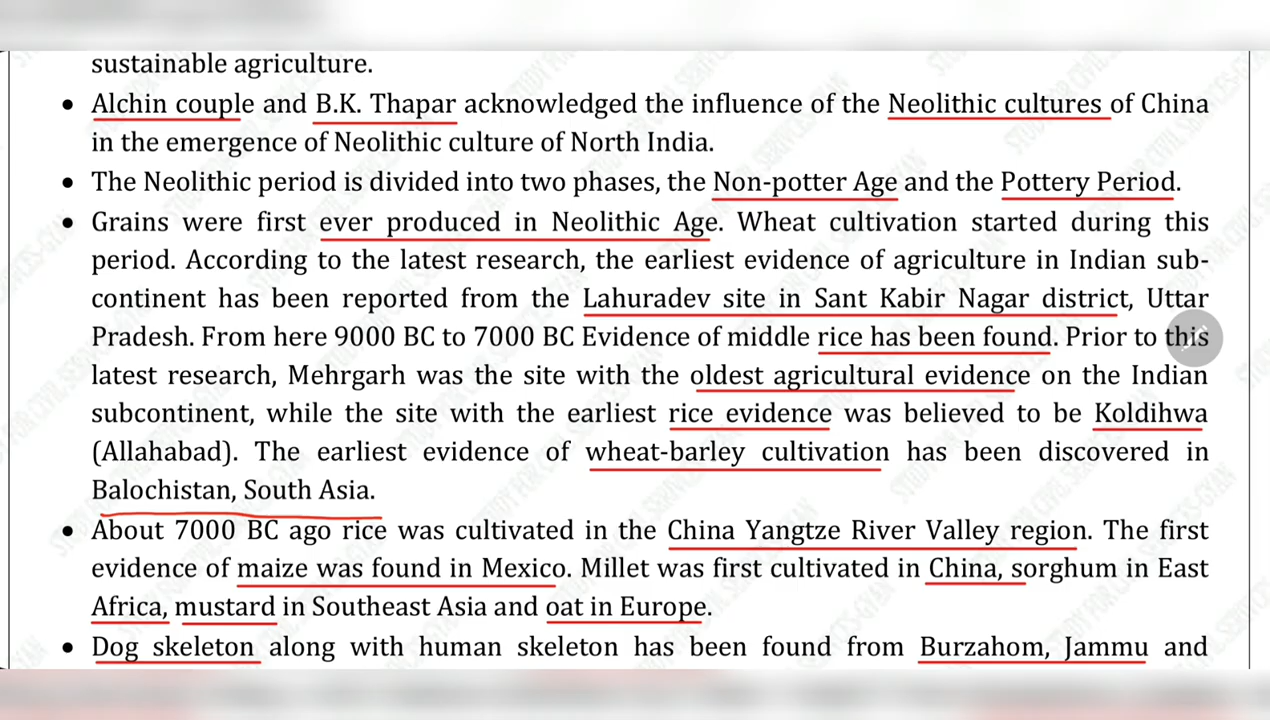 sustainable agriculture.
• Alchin couple and B.K. Thapar acknowledged the influence of the Neolithic cultures of China
in the emergence of Neolithic culture of North India.
• The Neolithic period is divided into two phases, the Non-potter Age and the Pottery Period.
• Grains were first ever produced in Neolithic Age. Wheat cultivation started during this
period. According to the latest research, the earliest evidence of agriculture in Indian sub-
continent has been reported from the Lahuradev site in Sant Kabir Nagar district, Uttar
Pradesh. From here 9000 BC to 7000 BC Evidence of middle rice has been found. Prior to this
latest research, Mehrgarh was the site with the oldest agricultural evidence on the Indian
subcontinent, while the site with the earliest rice evidence was believed to be Koldihwa
(Allahabad). The earliest evidence of wheat-barley cultivation has been discovered in
Balochistan, South Asia.
• About 7000 BC ago rice was cultivated in the China Yangtze River Valley region. The first
evidence of maize was found in Mexico. Millet was first cultivated in China, sorghum in East
Africa, mustard in Southeast Asia and oat in Europe.
• Dog skeleton along with human skeleton has been found from Burzahom, Jammu and